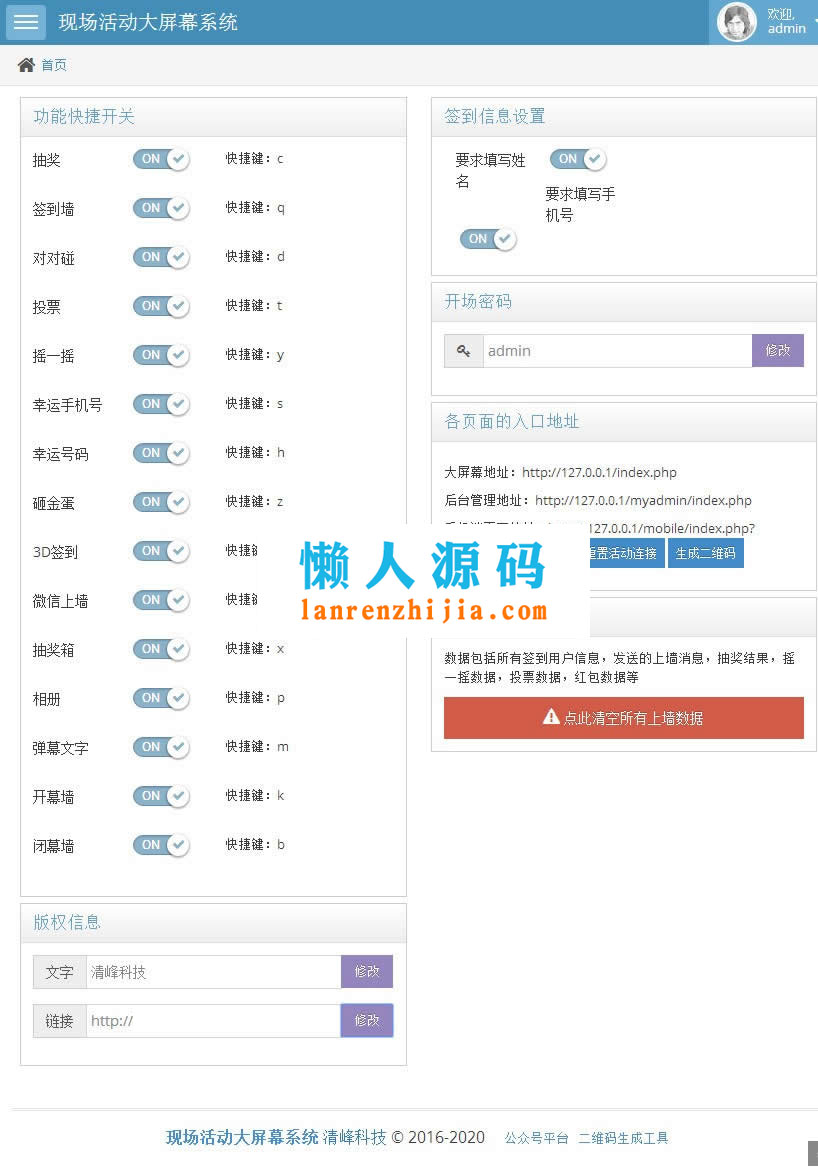 现场活动大屏幕系统
欢迎,
admin
首页
功能快捷开关
抽奖 ON 快捷键：c
签到墙 ON 快捷键：q
对对碰 ON 快捷键：d
投票 ON 快捷键：t
摇一摇 ON 快捷键：y
幸运手机号 ON 快捷键：s
幸运号码 ON 快捷键：h
砸金蛋 ON 快捷键：z
3D签到 ON 快捷
微信上墙 ON 快捷
抽奖箱 ON 快捷键：x
相册 ON 快捷键：p
弹幕文字 ON 快捷键：m
开幕墙 ON 快捷键：k
闭幕墙 ON 快捷键：b
版权信息
文字 清峰科技 修改
链接 http:// 修改
签到信息设置
要求填写姓
名
ON
要求填写手
机号
ON
开场密码
admin 修改
各页面的入口地址
大屏幕地址：http://127.0.0.1/index.php
后台管理地址：http://127.0.0.1/myadmin/index.php
127.0.0.1/mobile/index.php?
重置活动连接 生成二维码
懒人源码
lanrenzhijia.com
数据包括所有签到用户信息，发送的上墙消息，抽奖结果，摇
一摇数据，投票数据，红包数据等
点此清空所有上墙数据
现场活动大屏幕系统 清峰科技 © 2016-2020 公众号平台 二维码生成工具